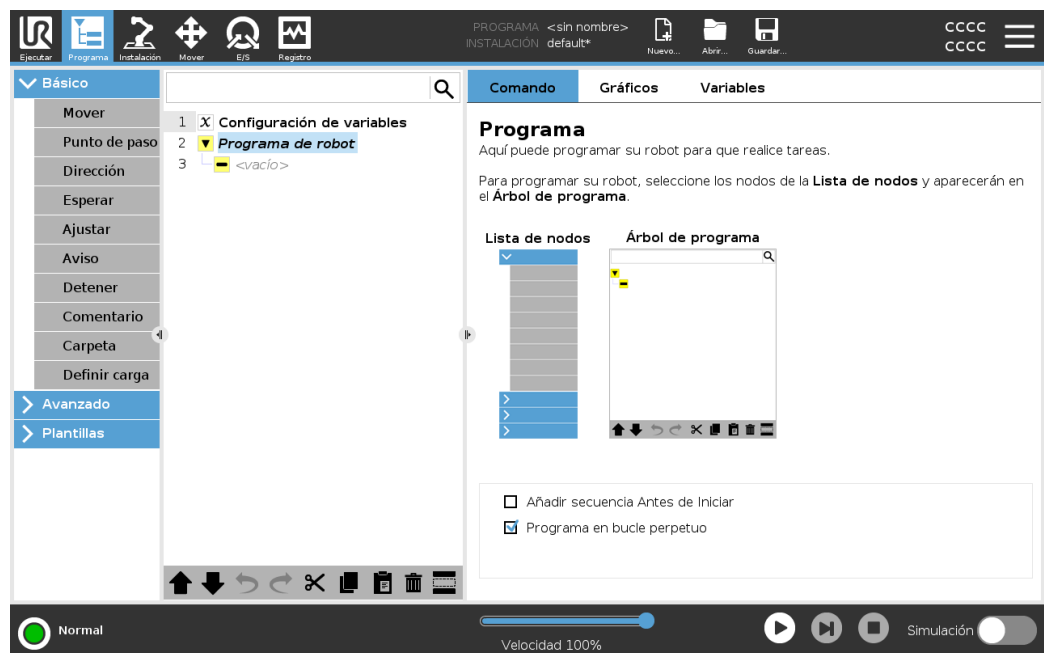 Ejecutar
Programa
Instalación
Mover
E/S
Registro
PROGRAMA <sin nombre>
INSTALACIÓN default*
Nuevo...
Abrir...
Guardar...
CCCC
CCCC
Básico
Mover
Punto de paso
Dirección
Esperar
Ajustar
Aviso
Detener
Comentario
Carpeta
Definir carga
Avanzado
Plantillas
1 X Configuración de variables
2 Programa de robot
3 <vacío>
Comando Gráficos Variables
Programa
Aquí puede programar su robot para que realice tareas.
Para programar su robot, seleccione los nodos de la Lista de nodos y aparecerán en
el Árbol de programa.
Lista de nodos Árbol de programa
Añadir secuencia Antes de Iniciar
Programa en bucle perpetuo
Normal
Velocidad 100%
Simulación